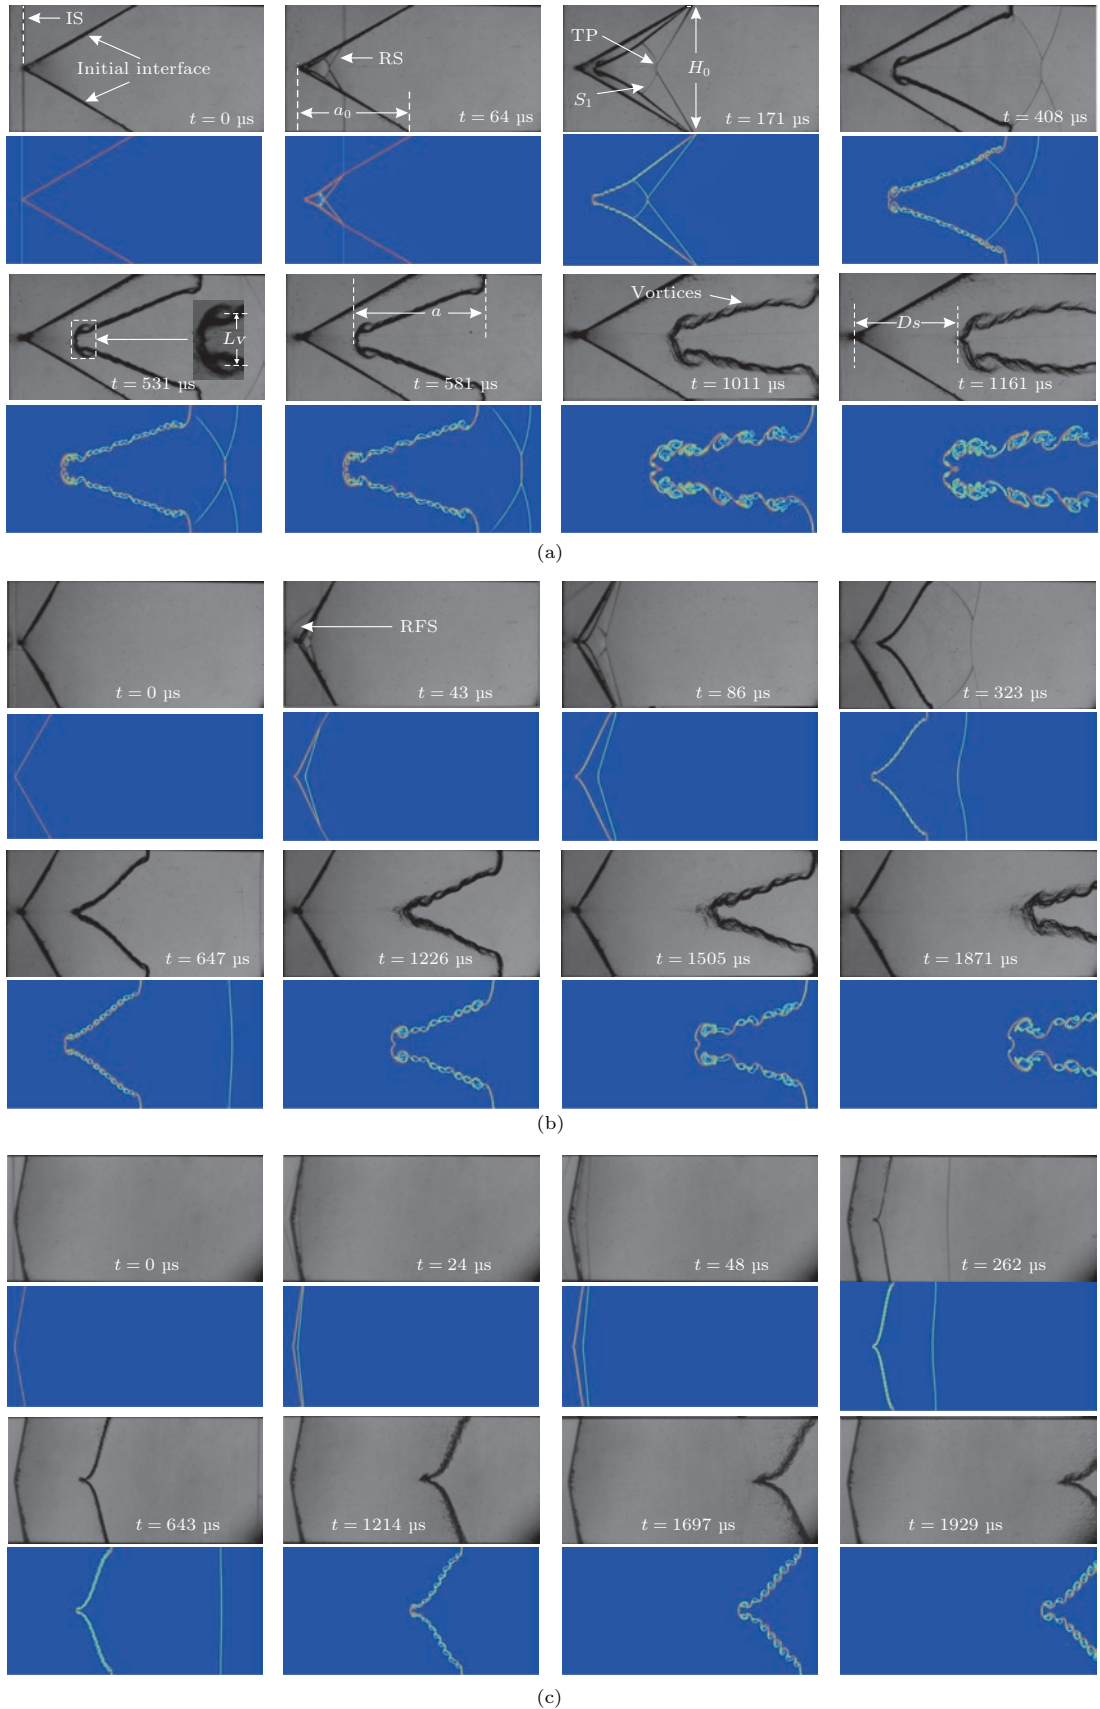 IS
Initial interface
t = 0 µs
RS
a0
t = 64 µs
TP
H0
S1
t = 171 µs
t = 408 µs
Lv
t = 531 µs
a
t = 581 µs
Vortices
t = 1011 µs
Ds
t = 1161 µs
(a)
t = 0 µs
RFS
t = 43 µs
t = 86 µs
t = 323 µs
t = 647 µs
t = 1226 µs
t = 1505 µs
t = 1871 µs
(b)
t = 0 µs
t = 24 µs
t = 48 µs
t = 262 µs
t = 643 µs
t = 1214 µs
t = 1697 µs
t = 1929 µs
(c)